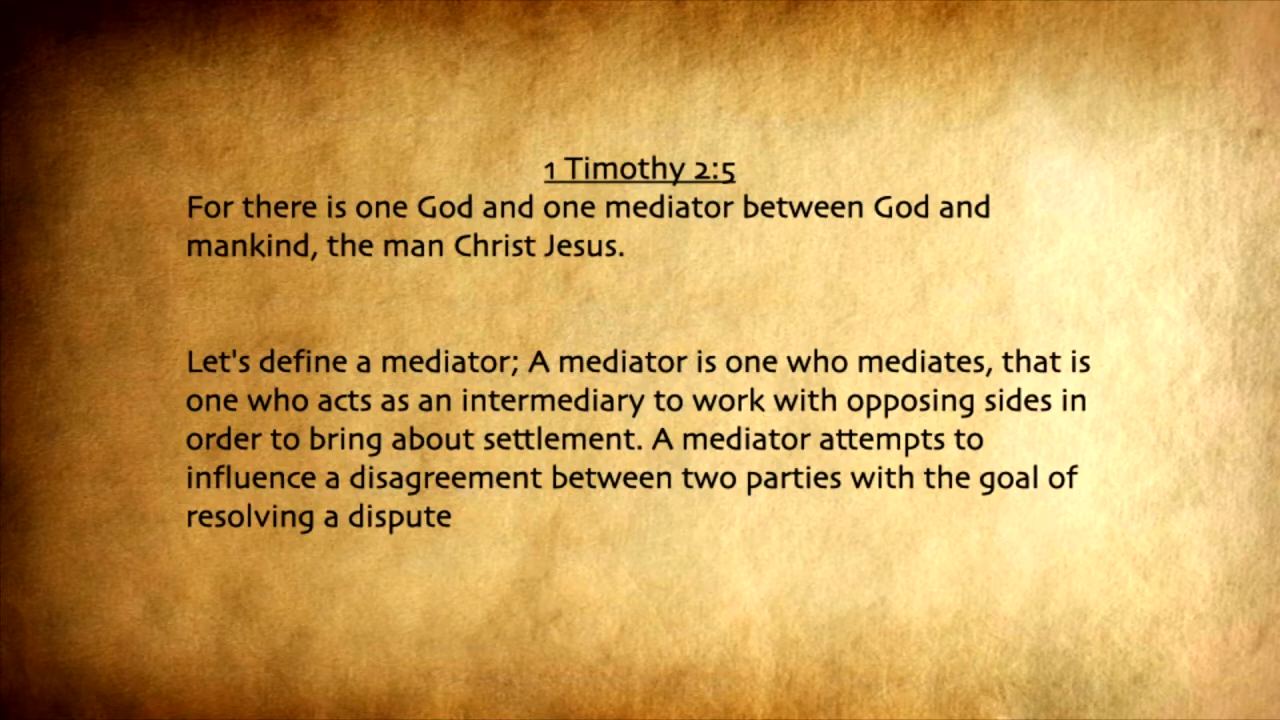 1 Timothy 2:5
For there is one God and one mediator between God and
mankind, the man Christ Jesus.
Let's define a mediator; A mediator is one who mediates, that is
one who acts as an intermediary to work with opposing sides in
order to bring about settlement. A mediator attempts to
influence a disagreement between two parties with the goal of
resolving a dispute